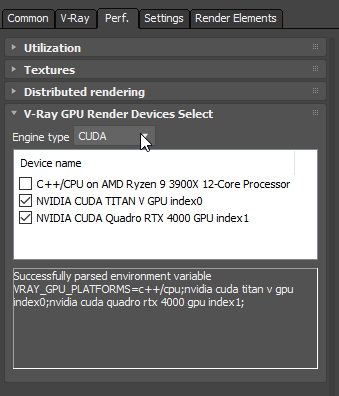 Common V-Ray Perf. Settings Render Elements
Utilization
Textures
Distributed rendering
V-Ray GPU Render Devices Select
Engine type CUDA
Device name
C++/CPU on AMD Ryzen 9 3900X 12-Core Processor
NVIDIA CUDA TITAN V GPU index0
NVIDIA CUDA Quadro RTX 4000 GPU index1
Successfully parsed environment variable
VRAY_GPU_PLATFORMS=c++/cpu;nvidia cuda titan v gpu
index0;nvidia cuda quadro rtx 4000 gpu index1;